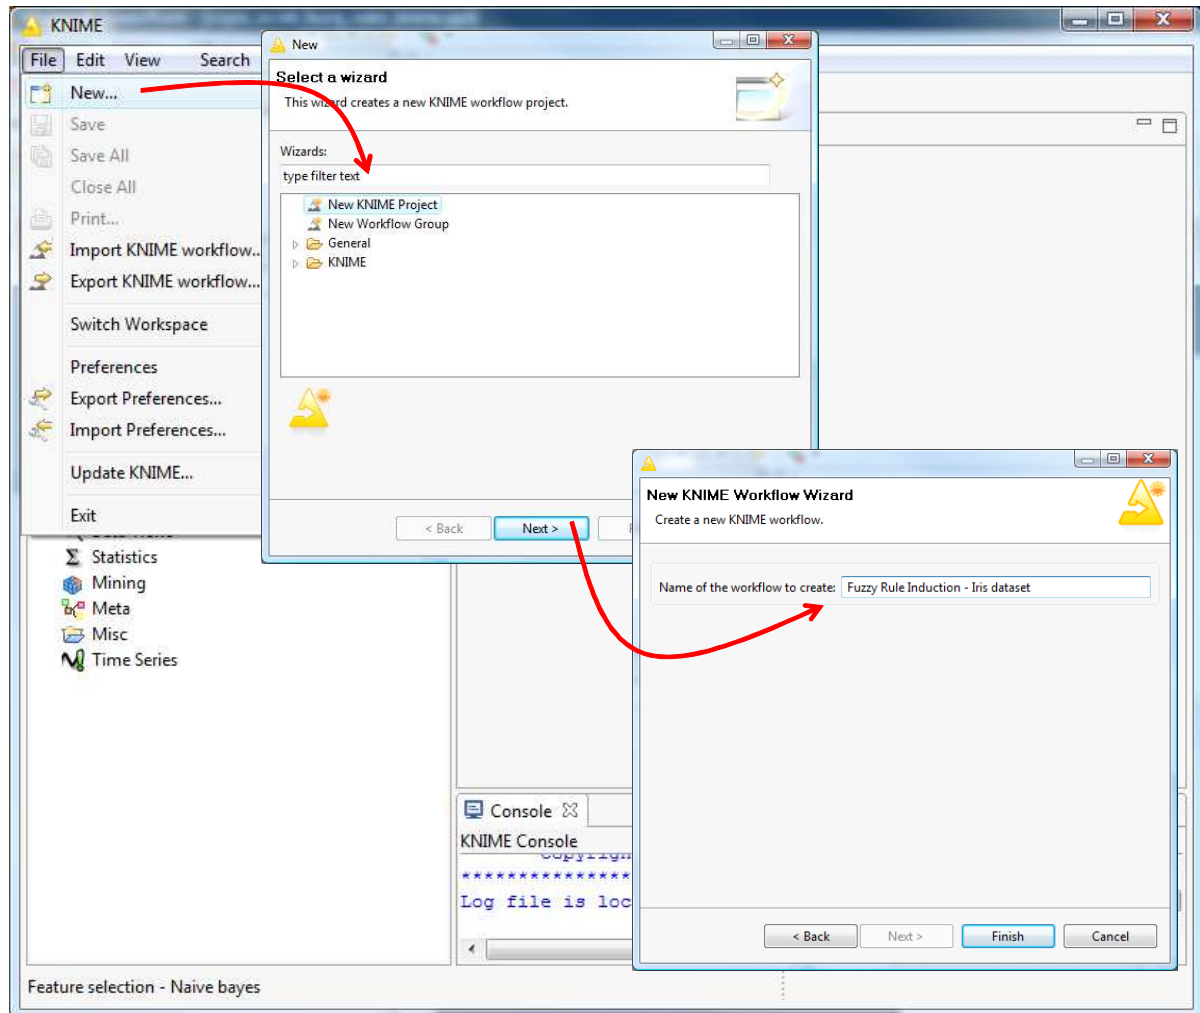 KNIME
File Edit View Search
New...
Save
Save All
Close All
Print...
Import KNIME workflow..
Export KNIME workflow...
Switch Workspace
Preferences
Export Preferences...
Import Preferences...
Update KNIME...
Exit
Statistics
Mining
Meta
Misc
Time Series
New
Select a wizard
This wizard creates a new KNIME workflow project.
Wizards:
type filter text
New KNIME Project
New Workflow Group
General
KNIME
< Back Next >
New KNIME Workflow Wizard
Create a new KNIME workflow.
Name of the workflow to create: Fuzzy Rule Induction - Iris dataset
< Back Next > Finish Cancel
Console
KNIME Console
Copyrigh
***************
Log file is loc
Feature selection - Naive bayes